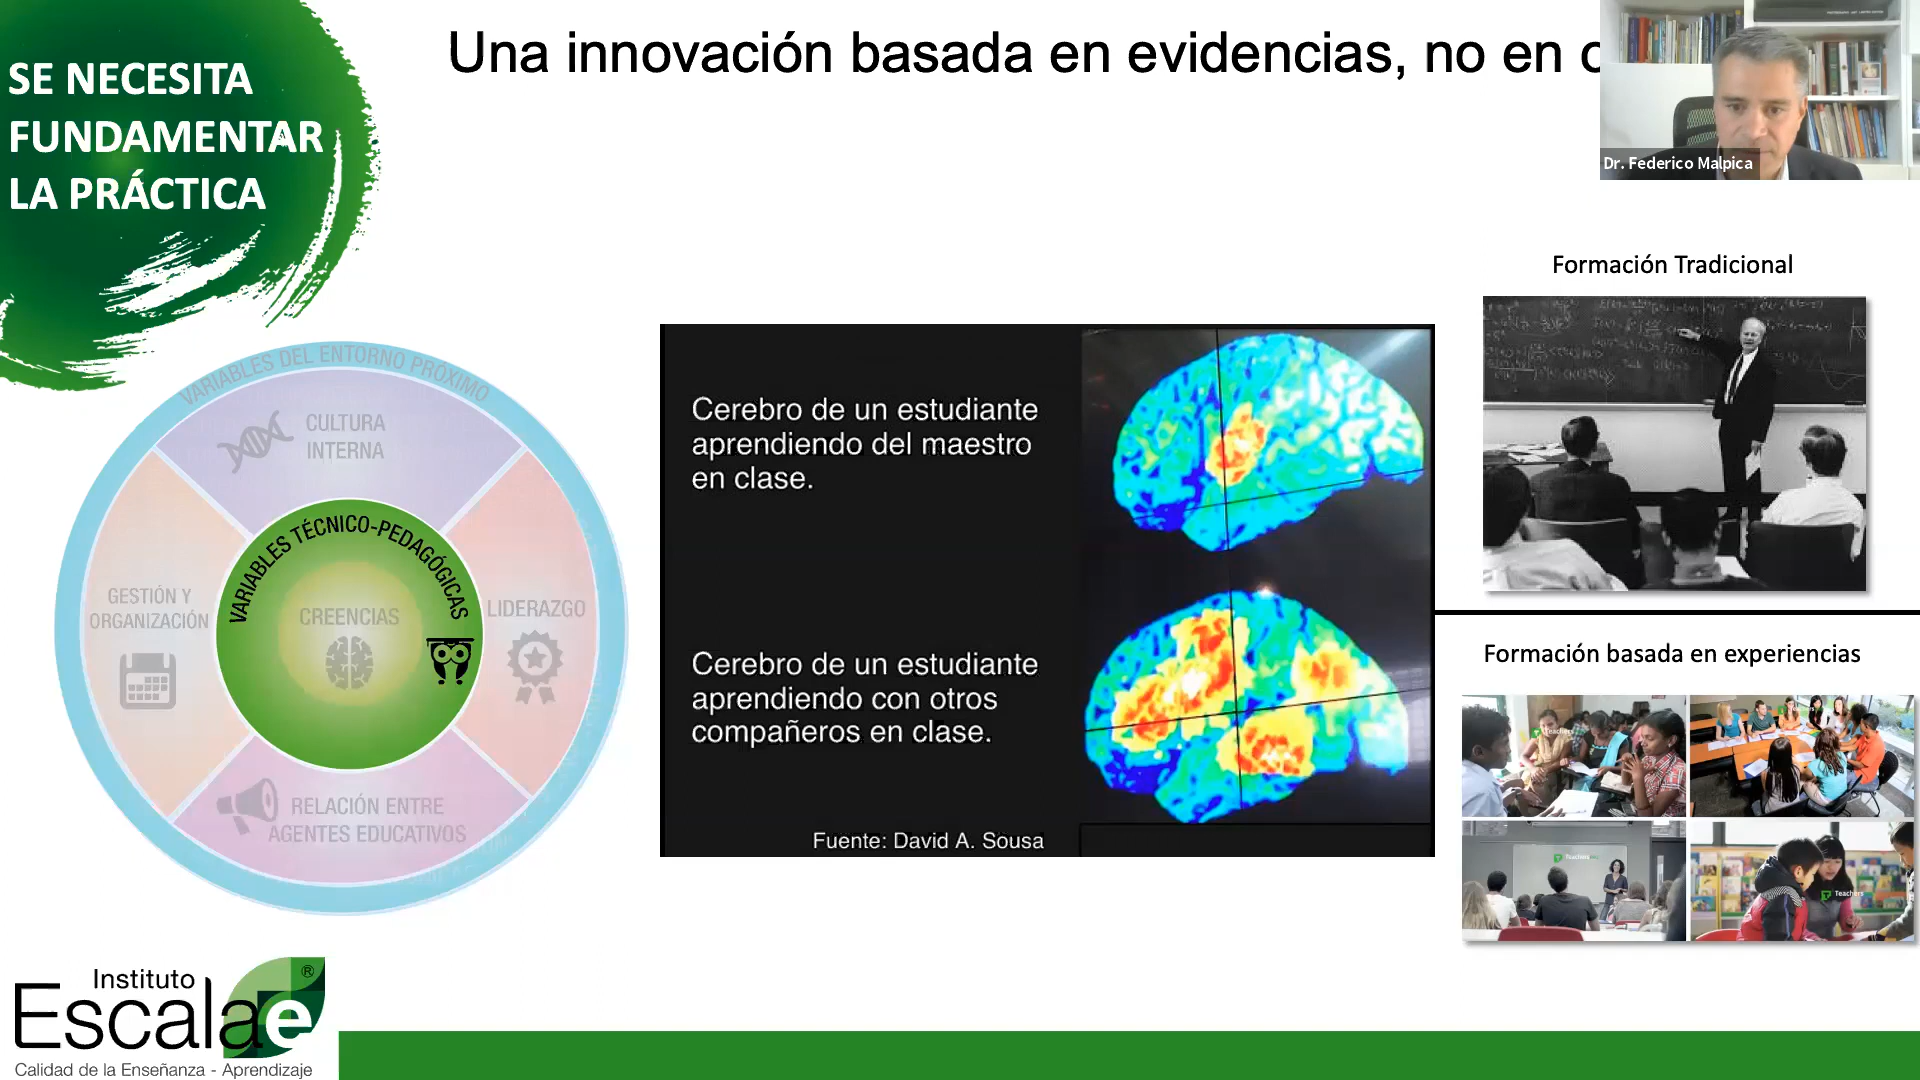 SE NECESITA
FUNDAMENTAR
LA PRÁCTICA
Una innovación basada en evidencias, no en
Dr. Federico Malpica
VARIABLES DEL ENTORNO PRÓXIMO
CULTURA
INTERNA
VARIABLES TÉCNICO-PEDAGÓGICAS
GESTIÓN Y
ORGANIZACIÓN
CREENCIAS
LIDERAZGO
RELACIÓN ENTRE
AGENTES EDUCATIVOS
Cerebro de un estudiante
aprendiendo del maestro
en clase.
Cerebro de un estudiante
aprendiendo con otros
compañeros en clase.
Fuente: David A. Sousa
Formación Tradicional
Formación basada en experiencias
Teachers
Teachers
Teachers
Instituto
Escalae
®
Calidad de la Enseñanza - Aprendizaje